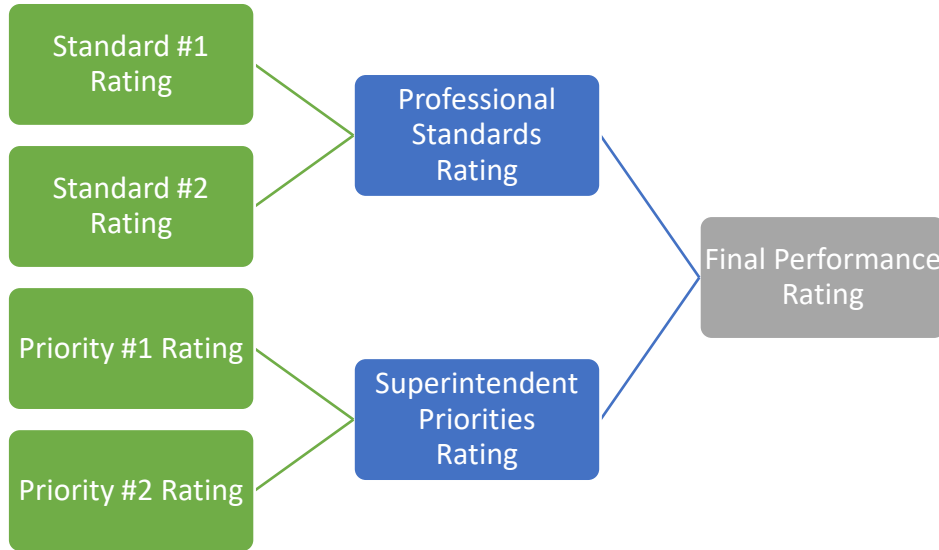 Standard #1
Rating
Standard #2
Rating
Priority #1 Rating
Priority #2 Rating
Professional
Standards
Rating
Superintendent
Priorities
Rating
Final Performance
Rating